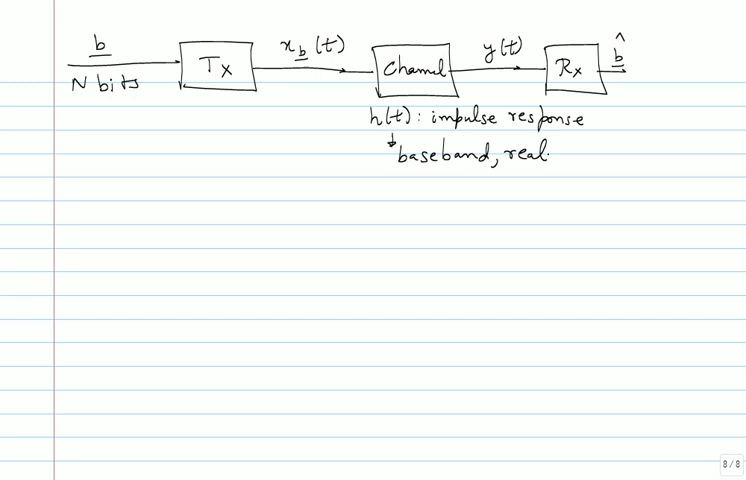 b x_b(t) y(t) b̂
Tx Channel Rx
N bits
h(t): impulse response
↓ baseband, real.
8 / 8